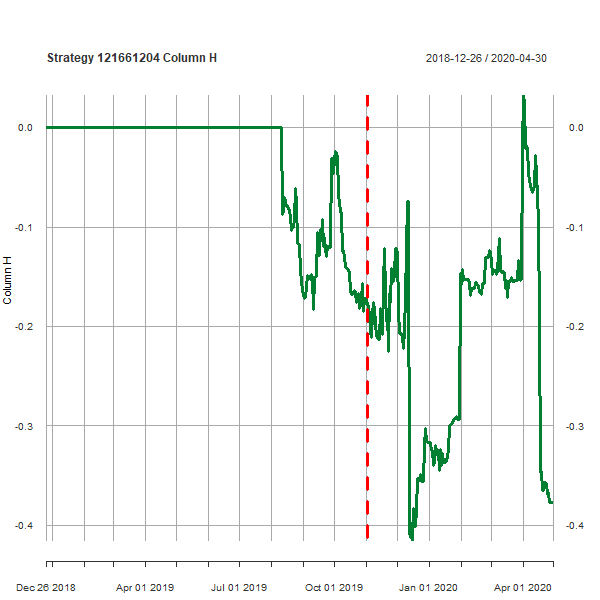 Strategy 121661204 Column H
2018-12-26 / 2020-04-30
0.0 0.0
-0.1 -0.1
-0.2 -0.2
-0.3 -0.3
-0.4 -0.4
Column H
Dec 26 2018 Apr 01 2019 Jul 01 2019 Oct 01 2019 Jan 01 2020 Apr 01 2020